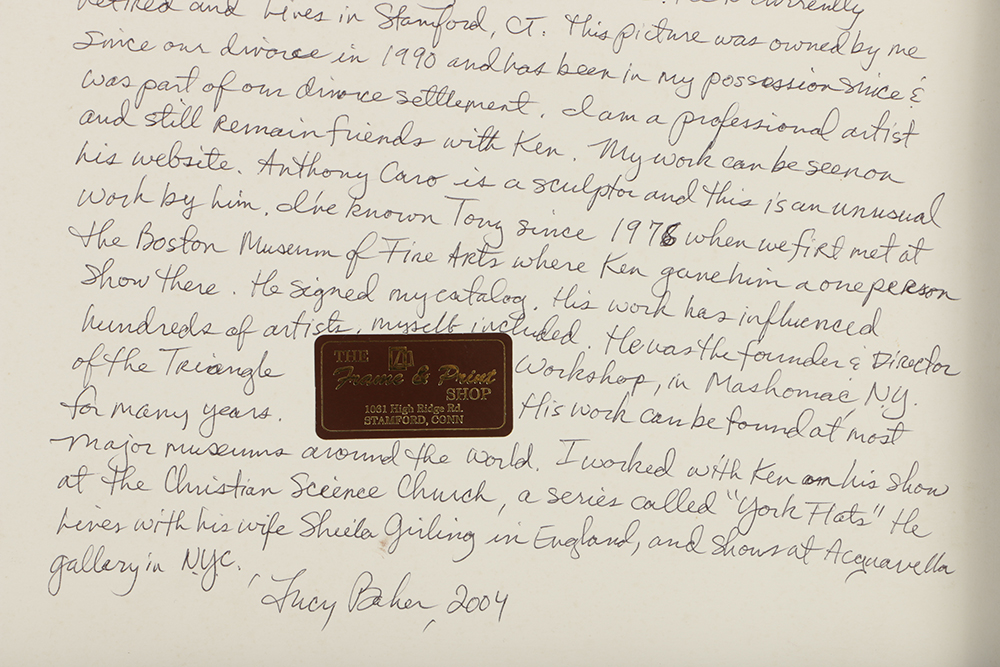 retired and lives in Stamford, CT. This picture was owned by me
since our divorce in 1990 and has been in my possession since &
was part of our divorce settlement. I am a professional artist
and still remain friends with Ken. My work can be seen on
his website. Anthony Caro is a sculptor and this is an unusual
work by him. I've known Tony since 1976 when we first met at
the Boston Museum of Fine Arts where Ken gave him a one person
show there. He signed my catalog. His work has influenced
hundreds of artists, myself included. He was the founder & Director
of the Triangle Workshop, in Mashomac, NY.
for many years. His work can be found at most
major museums around the world. I worked with Ken on his show
at the Christian Science Church, a series called "York Flats" He
lives with his wife Sheila Girling in England, and shows at Acquavella
gallery in NYC.
Lucy Baker, 2004
THE
Frame & Print
SHOP
1061 High Ridge Rd.
STAMFORD, CONN